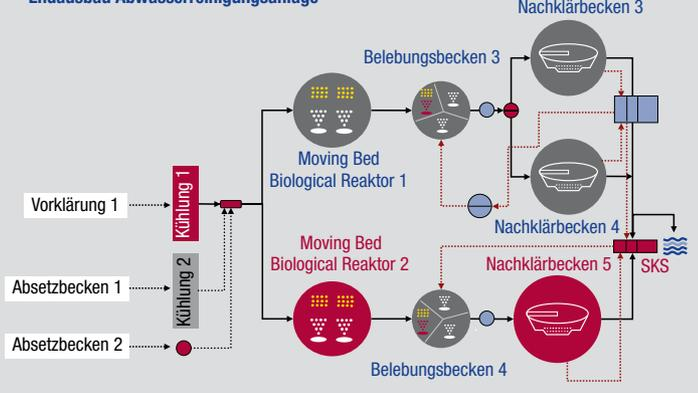 Endausbau Abwasserreinigungsanlage
Nachklärbecken 3
Belebungsbecken 3
Moving Bed
Biological Reaktor 1
Kühlung 1
Vorklärung 1
Nachklärbecken 4
Moving Bed
Biological Reaktor 2
Nachklärbecken 5
SKS
Kühlung 2
Absetzbecken 1
Absetzbecken 2
Belebungsbecken 4